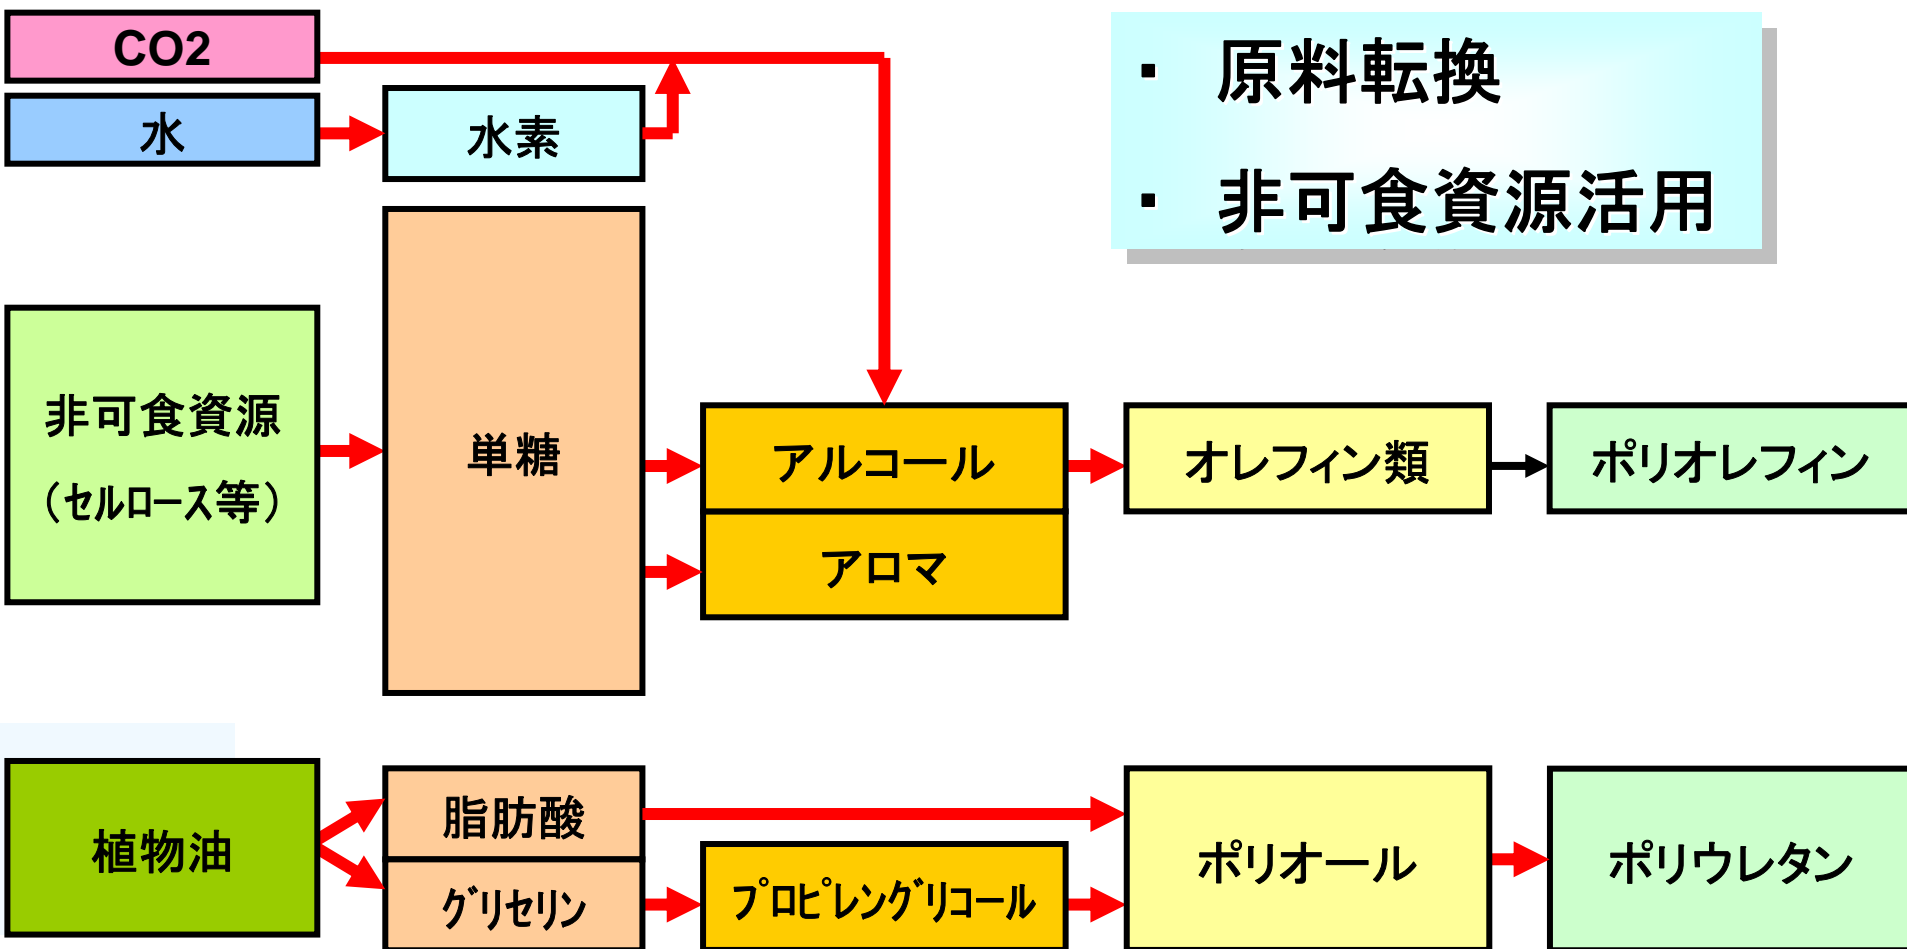 CO2
水
水素
・ 原料転換
・ 非可食資源活用
非可食資源
（ｾﾙﾛｰｽ等）
単糖
アルコール
アロマ
オレフィン類
ポリオレフィン
植物油
脂肪酸
ｸﾞﾘｾﾘﾝ
ﾌﾟﾛﾋﾟﾚﾝｸﾞﾘｺｰﾙ
ポリオール
ポリウレタン